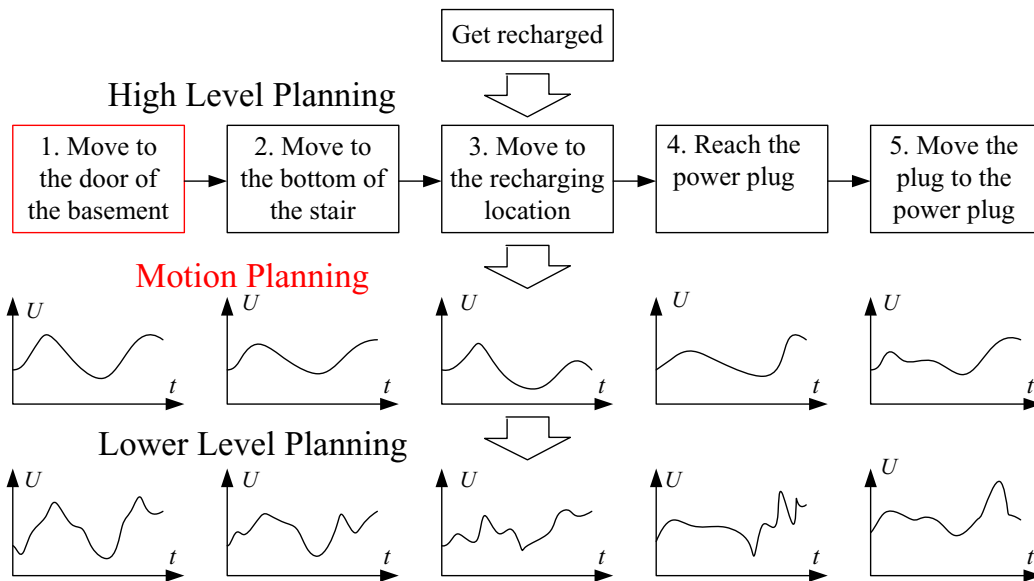 Get recharged
High Level Planning
1. Move to
the door of
the basement
2. Move to
the bottom of
the stair
3. Move to
the recharging
location
4. Reach the
power plug
5. Move the
plug to the
power plug
Motion Planning
U
t
U
t
U
t
U
t
U
t
Lower Level Planning
U
t
U
t
U
t
U
t
U
t